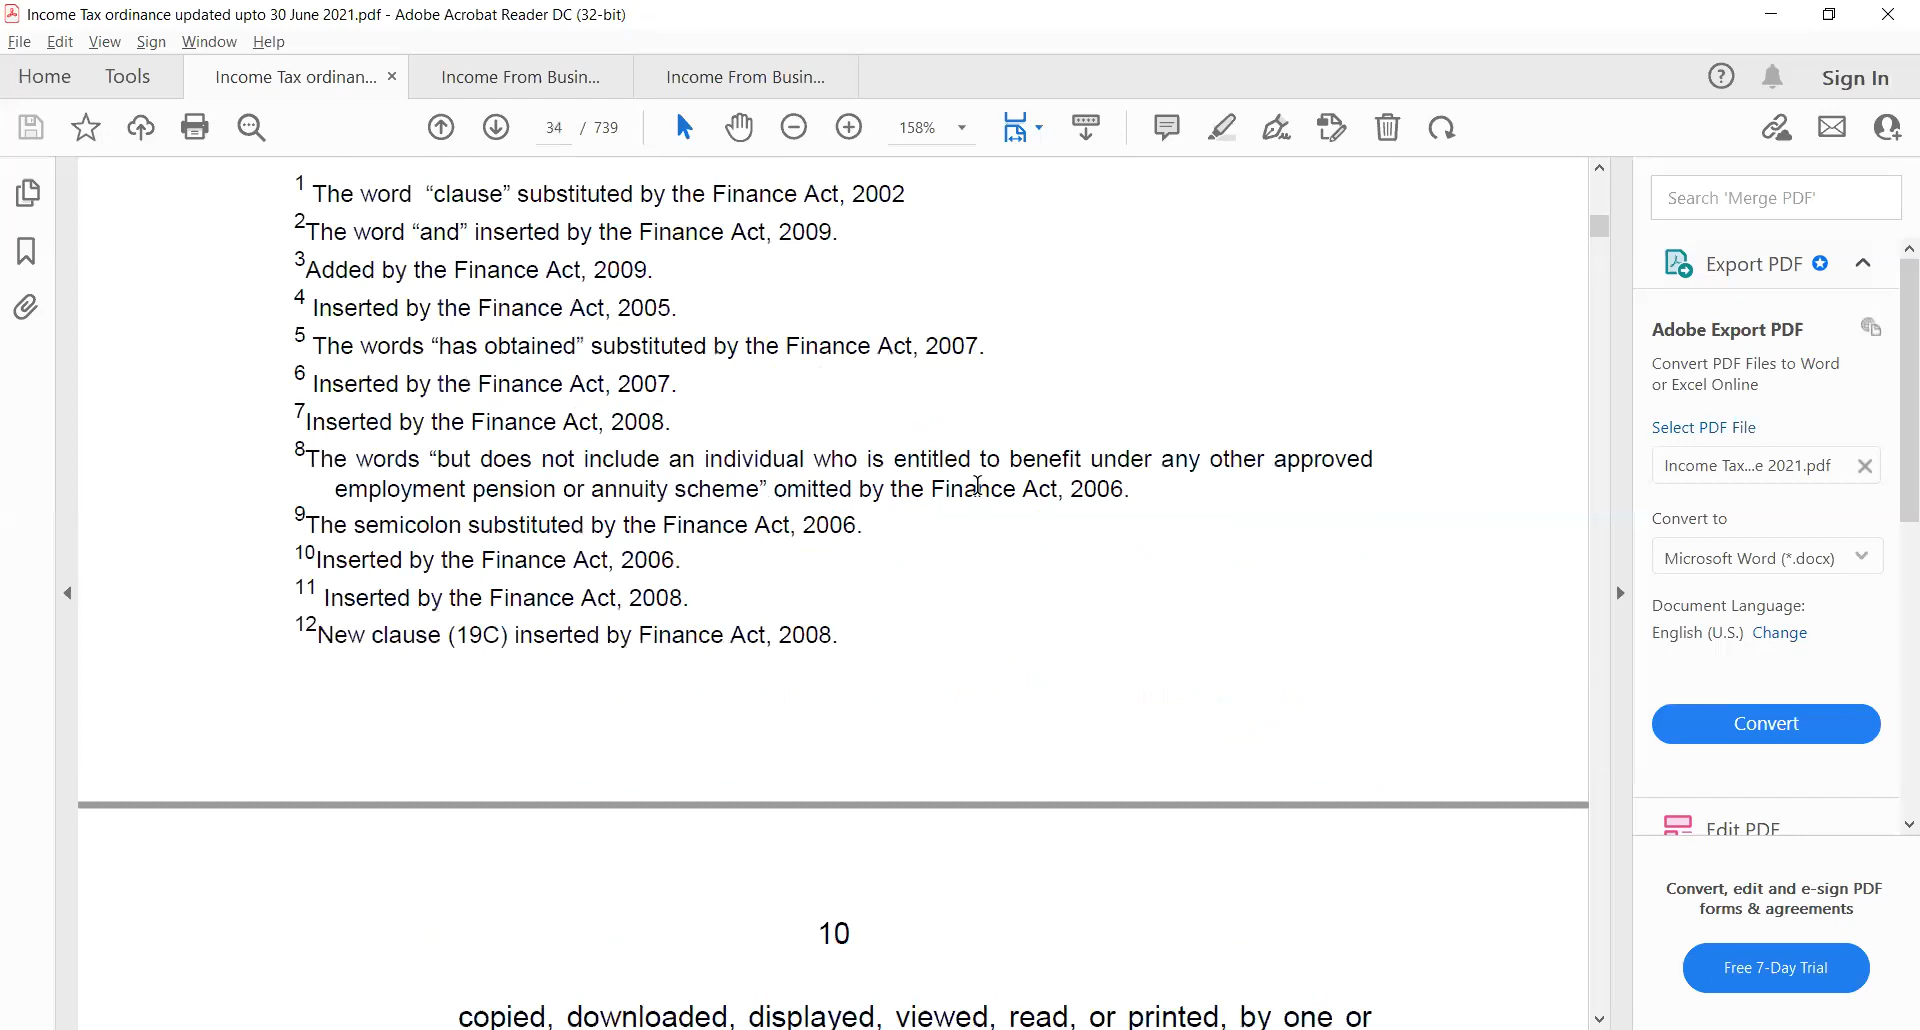 Income Tax ordinance updated upto 30 June 2021.pdf - Adobe Acrobat Reader DC (32-bit)
File Edit View Sign Window Help
Home Tools Income Tax ordinan... × Income From Busin... Income From Busin... Sign In
34 / 739 158%
1 The word “clause” substituted by the Finance Act, 2002
2The word “and” inserted by the Finance Act, 2009.
3Added by the Finance Act, 2009.
4 Inserted by the Finance Act, 2005.
5 The words “has obtained” substituted by the Finance Act, 2007.
6 Inserted by the Finance Act, 2007.
7Inserted by the Finance Act, 2008.
8The words “but does not include an individual who is entitled to benefit under any other approved
employment pension or annuity scheme” omitted by the Finance Act, 2006.
9The semicolon substituted by the Finance Act, 2006.
10Inserted by the Finance Act, 2006.
11 Inserted by the Finance Act, 2008.
12New clause (19C) inserted by Finance Act, 2008.
10
copied, downloaded, displayed, viewed, read, or printed, by one or
Search 'Merge PDF'
Export PDF
Adobe Export PDF
Convert PDF Files to Word
or Excel Online
Select PDF File
Income Tax...e 2021.pdf
Convert to
Microsoft Word (*.docx)
Document Language:
English (U.S.) Change
Convert
Edit PDF
Convert, edit and e-sign PDF
forms & agreements
Free 7-Day Trial